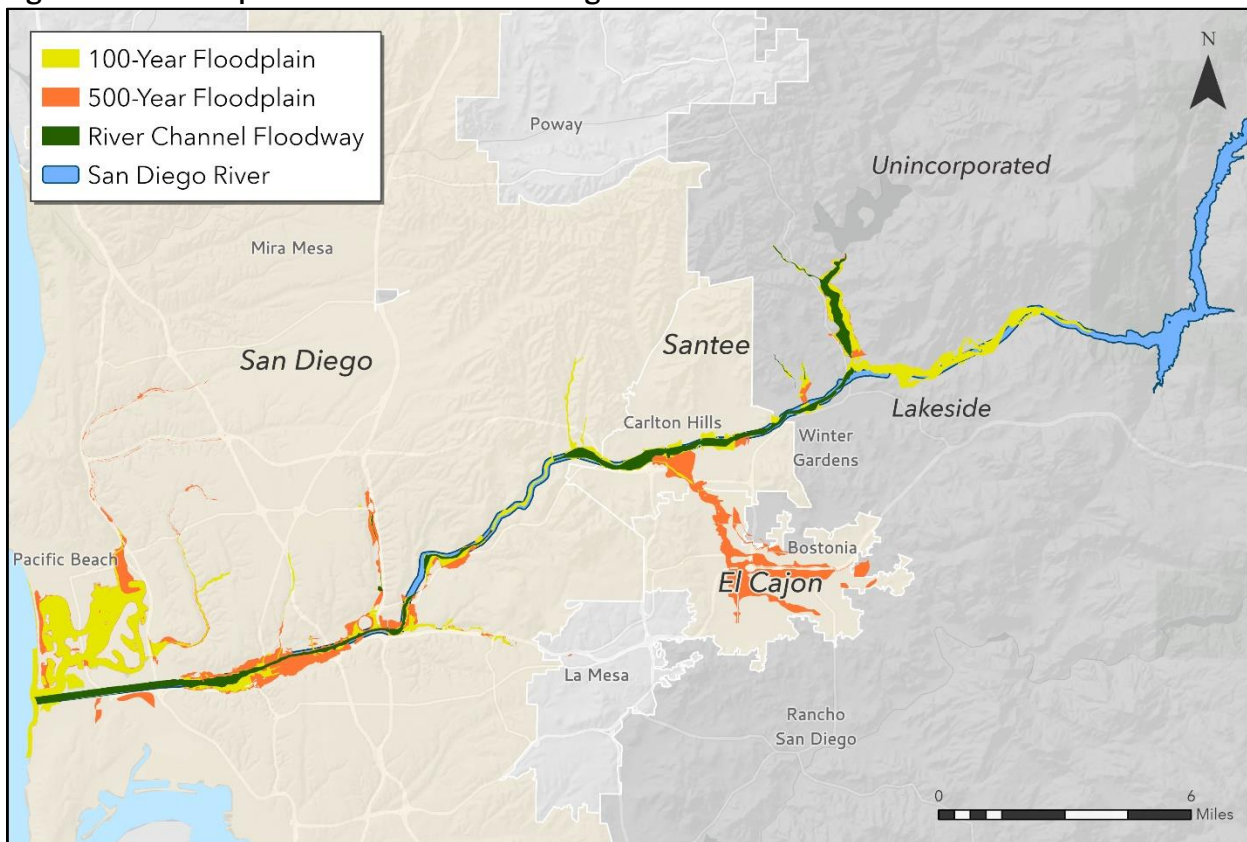 100-Year Floodplain
500-Year Floodplain
River Channel Floodway
San Diego River
N
Poway
Unincorporated
Mira Mesa
San Diego
Santee
Lakeside
Carlton Hills
Winter
Gardens
Pacific Beach
Bostonia
El Cajon
La Mesa
Rancho
San Diego
0
6
Miles